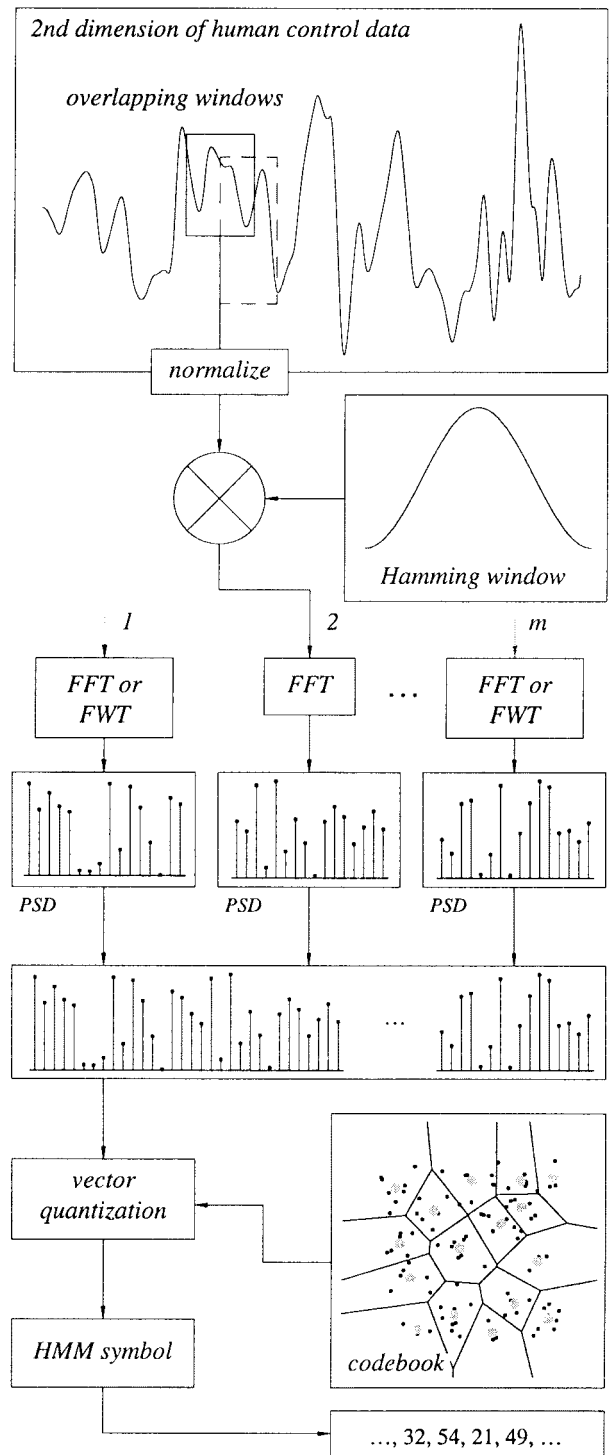 2nd dimension of human control data
overlapping windows
normalize
Hamming window
1
2
m
FFT or
FWT
FFT
...
FFT or
FWT
PSD
PSD
PSD
...
vector
quantization
codebook
HMM symbol
..., 32, 54, 21, 49, ...